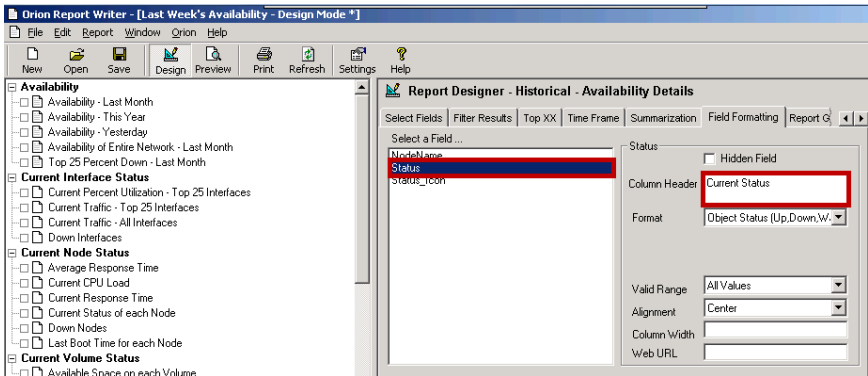 Orion Report Writer - [Last Week's Availability - Design Mode *]
File Edit Report Window Orion Help
New Open Save Design Preview Print Refresh Settings Help
Availability
Availability - Last Month
Availability - This Year
Availability - Yesterday
Availability of Entire Network - Last Month
Top 25 Percent Down - Last Month
Current Interface Status
Current Percent Utilization - Top 25 Interfaces
Current Traffic - Top 25 Interfaces
Current Traffic - All Interfaces
Down Interfaces
Current Node Status
Average Response Time
Current CPU Load
Current Response Time
Current Status of each Node
Down Nodes
Last Boot Time for each Node
Current Volume Status
Available Space on each Volume
Report Designer - Historical - Availability Details
Select Fields Filter Results Top XX Time Frame Summarization Field Formatting Report G
Select a Field ...
NodeName
Status
Status_Icon
Status
Hidden Field
Column Header Current Status
Format Object Status (Up,Down,W
Valid Range All Values
Alignment Center
Column Width
Web URL